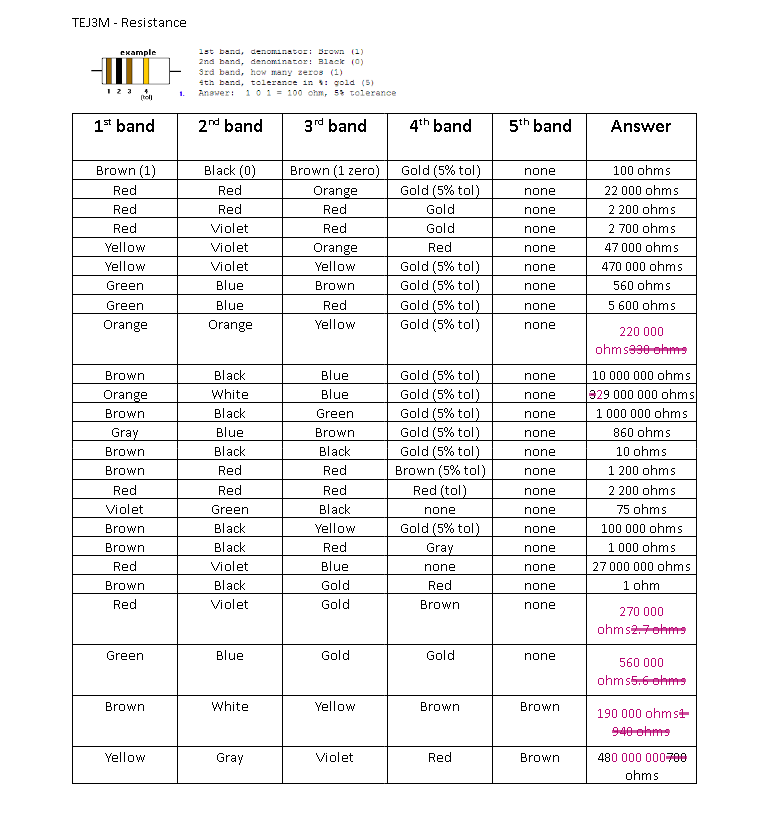 TEJ3M - Resistance
example
1 2 3 4
(tol)
1st band, denominator: Brown (1)
2nd band, denominator: Black (0)
3rd band, how many zeros (1)
4th band, tolerance in %: gold (5)
1. Answer: 1 0 1 = 100 ohm, 5% tolerance
1st band 2nd band 3rd band 4th band 5th band Answer
Brown (1) Black (0) Brown (1 zero) Gold (5% tol) none 100 ohms
Red Red Orange Gold (5% tol) none 22 000 ohms
Red Red Red Gold none 2 200 ohms
Red Violet Red Gold none 2 700 ohms
Yellow Violet Orange Red none 47 000 ohms
Yellow Violet Yellow Gold (5% tol) none 470 000 ohms
Green Blue Brown Gold (5% tol) none 560 ohms
Green Blue Red Gold (5% tol) none 5 600 ohms
Orange Orange Yellow Gold (5% tol) none 220 000
ohms330 ohms
Brown Black Blue Gold (5% tol) none 10 000 000 ohms
Orange White Blue Gold (5% tol) none 329 000 000 ohms
Brown Black Green Gold (5% tol) none 1 000 000 ohms
Gray Blue Brown Gold (5% tol) none 860 ohms
Brown Black Black Gold (5% tol) none 10 ohms
Brown Red Red Brown (5% tol) none 1 200 ohms
Red Red Red Red (tol) none 2 200 ohms
Violet Green Black none none 75 ohms
Brown Black Yellow Gold (5% tol) none 100 000 ohms
Brown Black Red Gray none 1 000 ohms
Red Violet Blue none none 27 000 000 ohms
Brown Black Gold Red none 1 ohm
Red Violet Gold Brown none 270 000
ohms2.7 ohms
Green Blue Gold Gold none 560 000
ohms5.6 ohms
Brown White Yellow Brown Brown 190 000 ohms1
940 ohms
Yellow Gray Violet Red Brown 480 000 000700
ohms